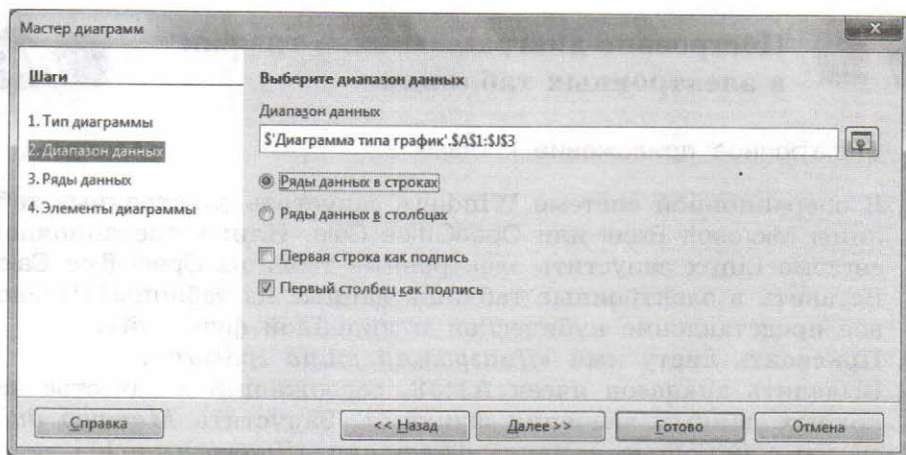 Мастер диаграмм
Шаги
1. Тип диаграммы
2. Диапазон данных
3. Ряды данных
4. Элементы диаграммы
Выберите диапазон данных
Диапазон данных
$'Диаграмма типа график'.$A$1:$J$3
Ряды данных в строках
Ряды данных в столбцах
Первая строка как подпись
Первый столбец как подпись
Справка
<< Назад
Далее >>
Готово
Отмена